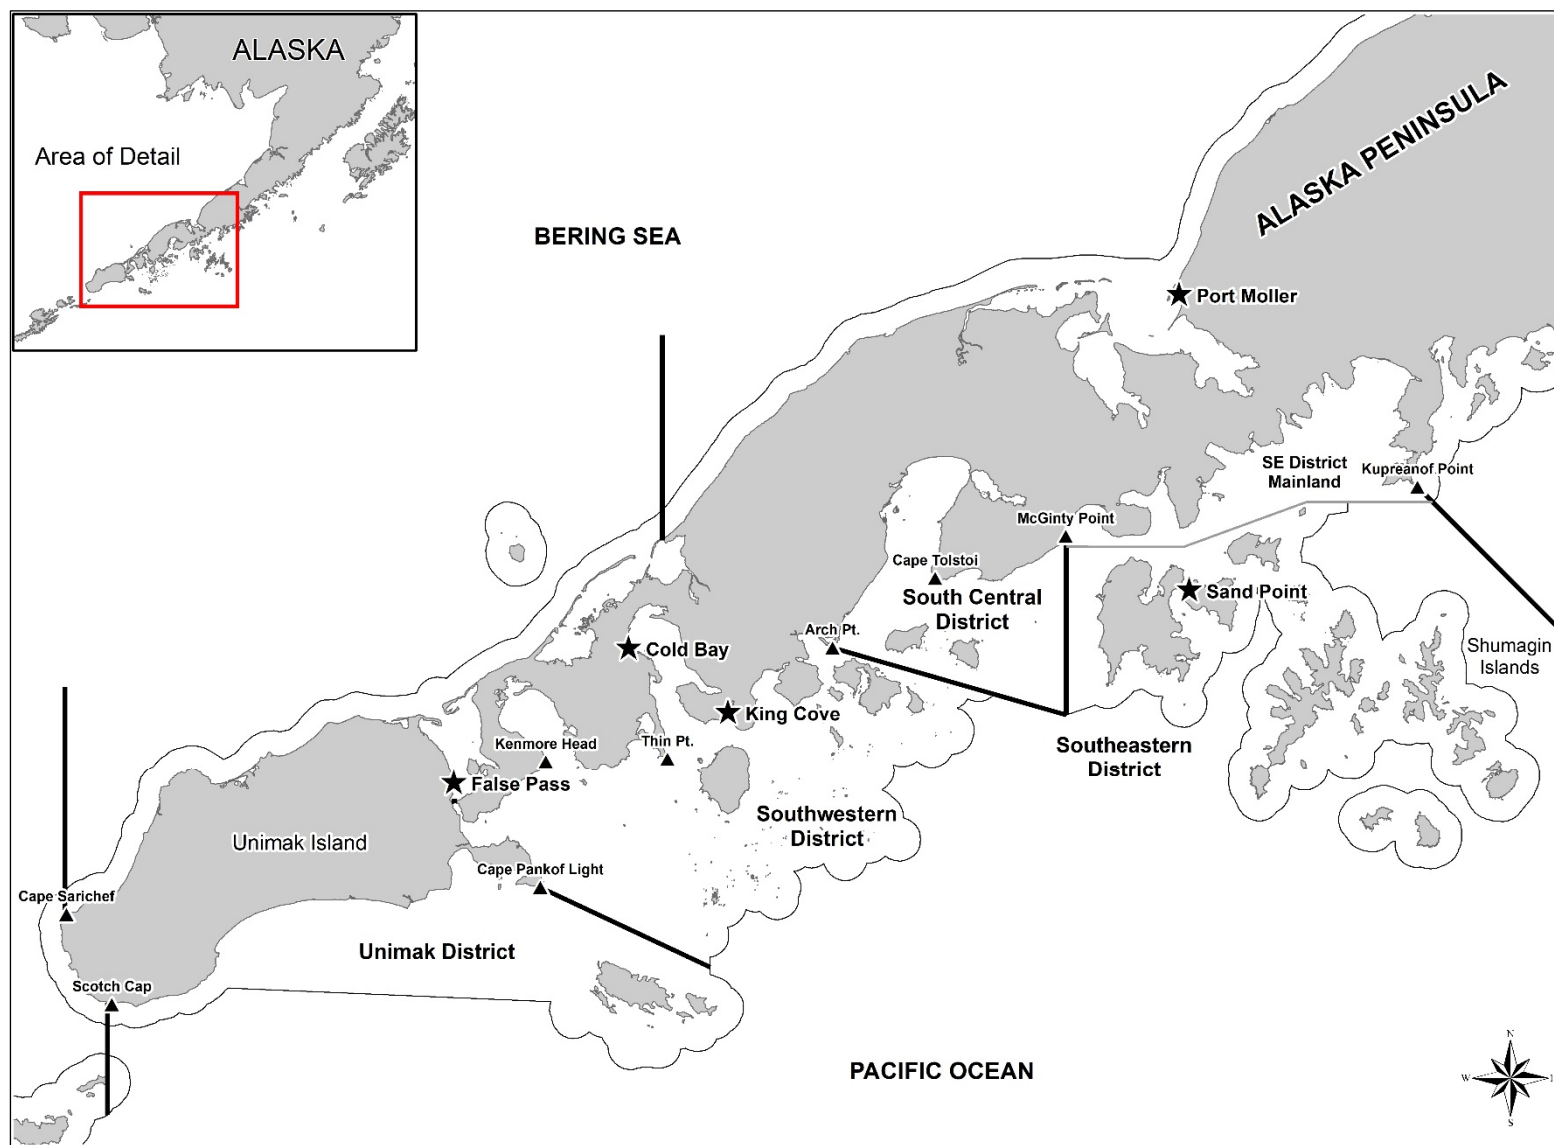 ALASKA
Area of Detail
ALASKA PENINSULA
BERING SEA
Port Moller
SE District
Mainland
Kupreanof Point
McGinty Point
Cape Tolstoi
South Central
District
Sand Point
Arch Pt.
Shumagin
Islands
Cold Bay
King Cove
Kenmore Head
Thin Pt.
Southeastern
District
False Pass
Southwestern
District
Unimak Island
Cape Pankof Light
Cape Sarichef
Unimak District
Scotch Cap
PACIFIC OCEAN
N
W
E
S